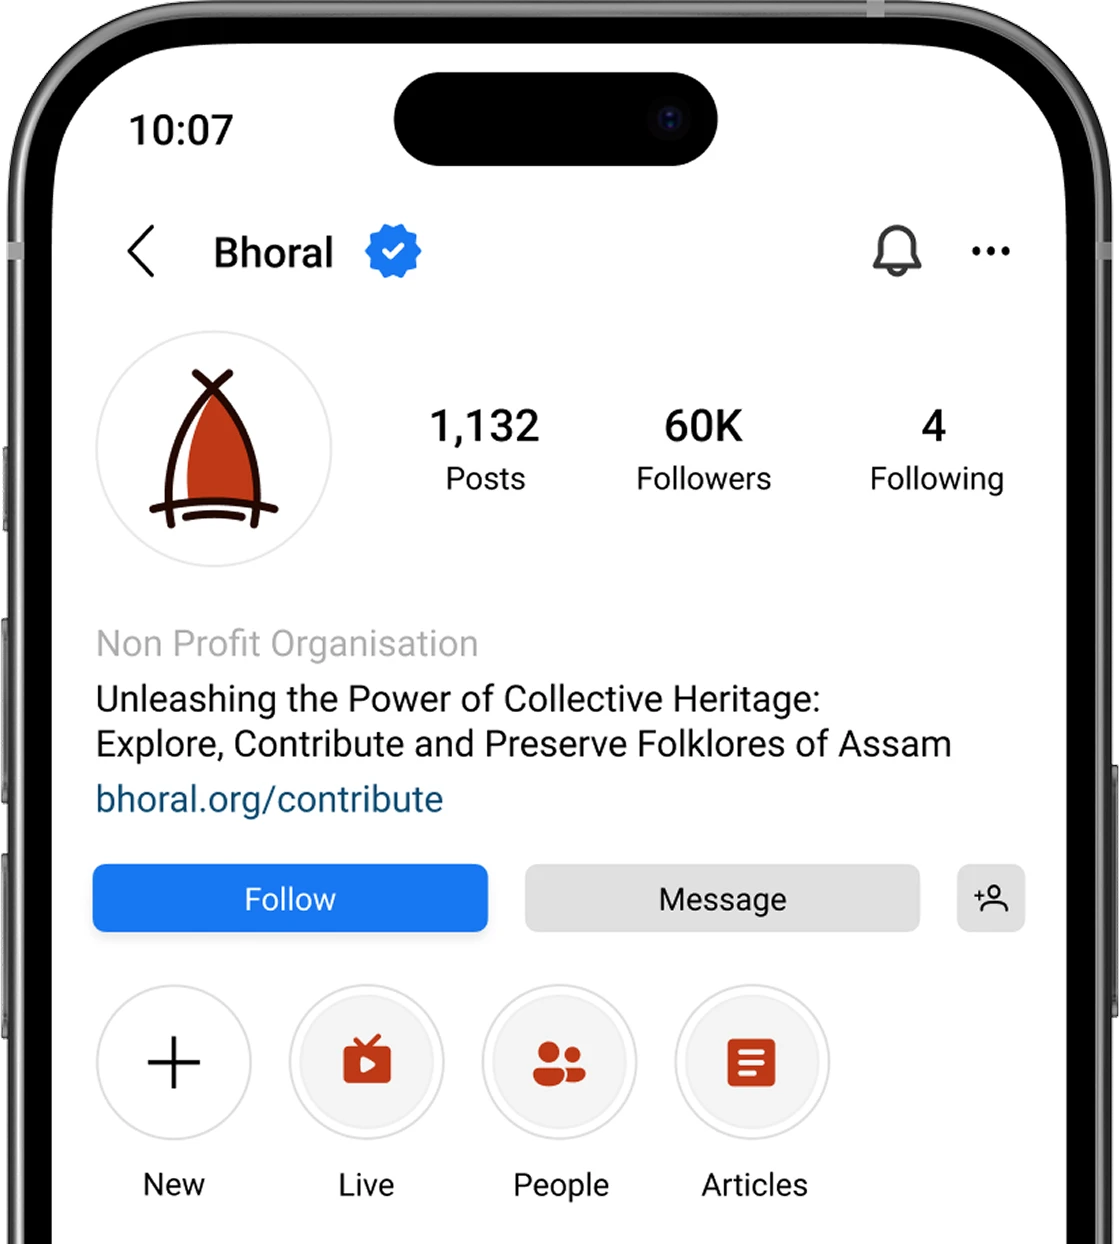 10:07
Bhoral
1,132 60K 4
Posts Followers Following
Non Profit Organisation
Unleashing the Power of Collective Heritage:
Explore, Contribute and Preserve Folklores of Assam
bhoral.org/contribute
Follow Message
New Live People Articles